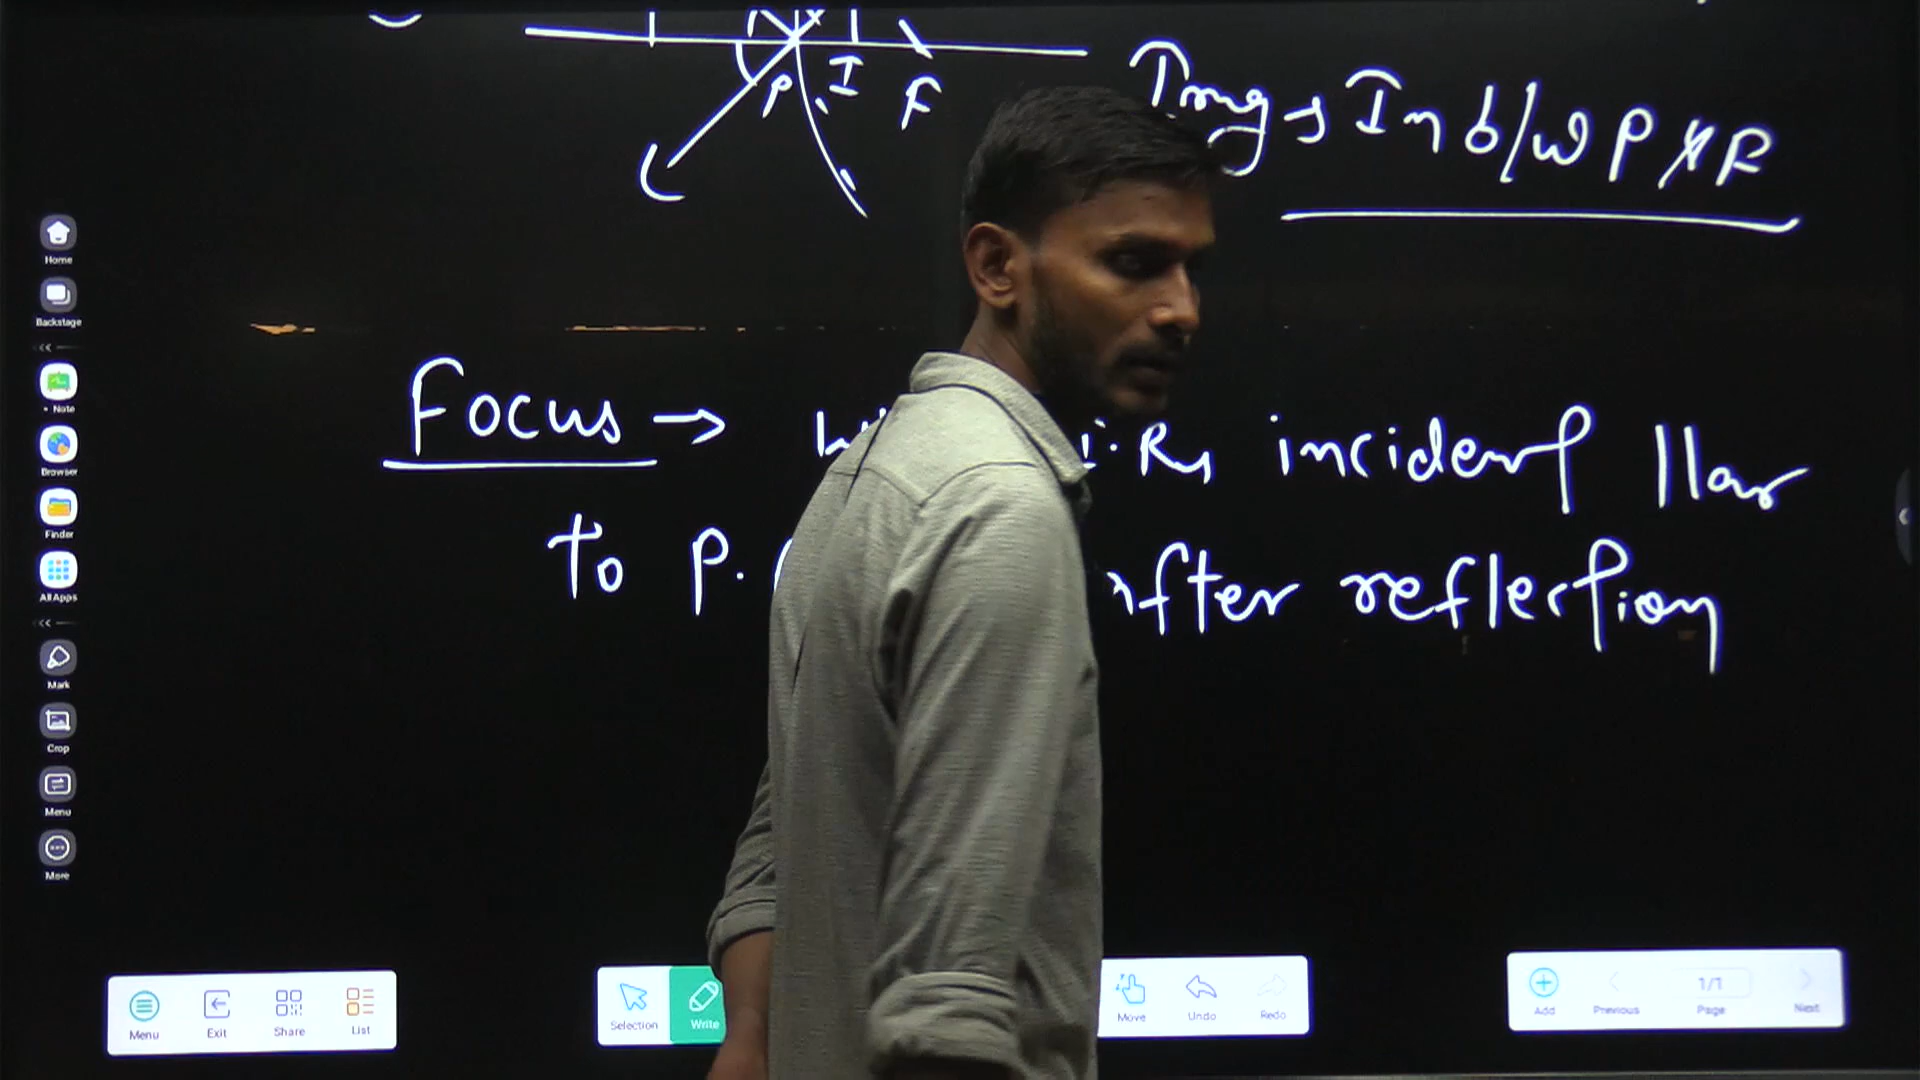 P I F
Img → In b/w P & F
Home
Backstage
Focus → I.R, incident llar
Note
Browser
to P. after reflection
Finder
All Apps
Mark
Crop
Menu
More
Menu Exit Share List
Selection Write Move Undo Redo
Add Previous 1/1 Page Next